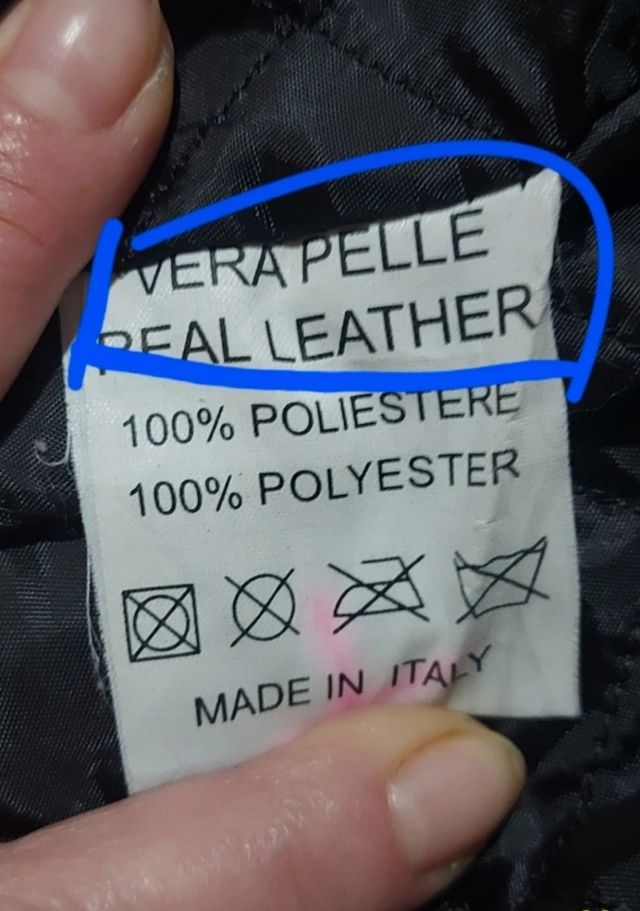 VERA PELLE
REAL LEATHER
100% POLIESTERE
100% POLYESTER
MADE IN ITALY